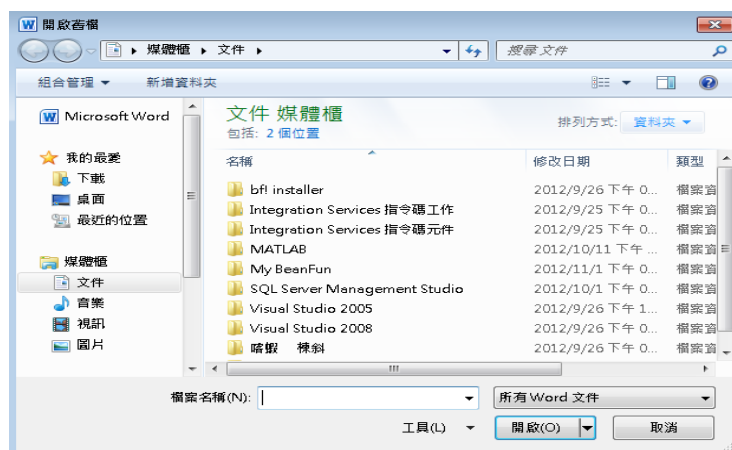 開啟舊檔
媒體櫃 文件
搜尋 文件
組合管理 新增資料夾
Microsoft Word
我的最愛
下載
桌面
最近的位置
媒體櫃
文件
音樂
視訊
圖片
文件 媒體櫃
包括: 2 個位置
排列方式: 資料夾
名稱 修改日期 類型
bf! installer 2012/9/26 下午 0... 檔案資
Integration Services 指令碼工作 2012/9/25 下午 0... 檔案資
Integration Services 指令碼元件 2012/9/25 下午 0... 檔案資
MATLAB 2012/10/11 下午 ... 檔案資
My BeanFun 2012/11/1 下午 0... 檔案資
SQL Server Management Studio 2012/10/1 下午 0... 檔案資
Visual Studio 2005 2012/9/26 下午 1... 檔案資
Visual Studio 2008 2012/9/26 下午 0... 檔案資
2012/9/26 下午 0... 檔案資
檔案名稱(N):
所有 Word 文件
工具(L) 開啟(O) 取消